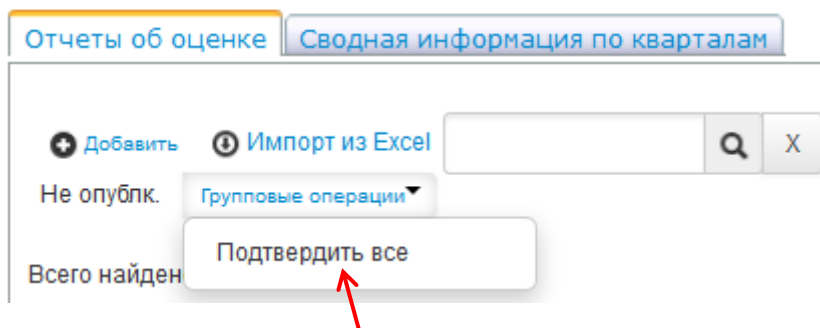 Отчеты об оценке Сводная информация по кварталам
Добавить Импорт из Excel X
Не опублк. Групповые операции
Подтвердить все
Всего найден